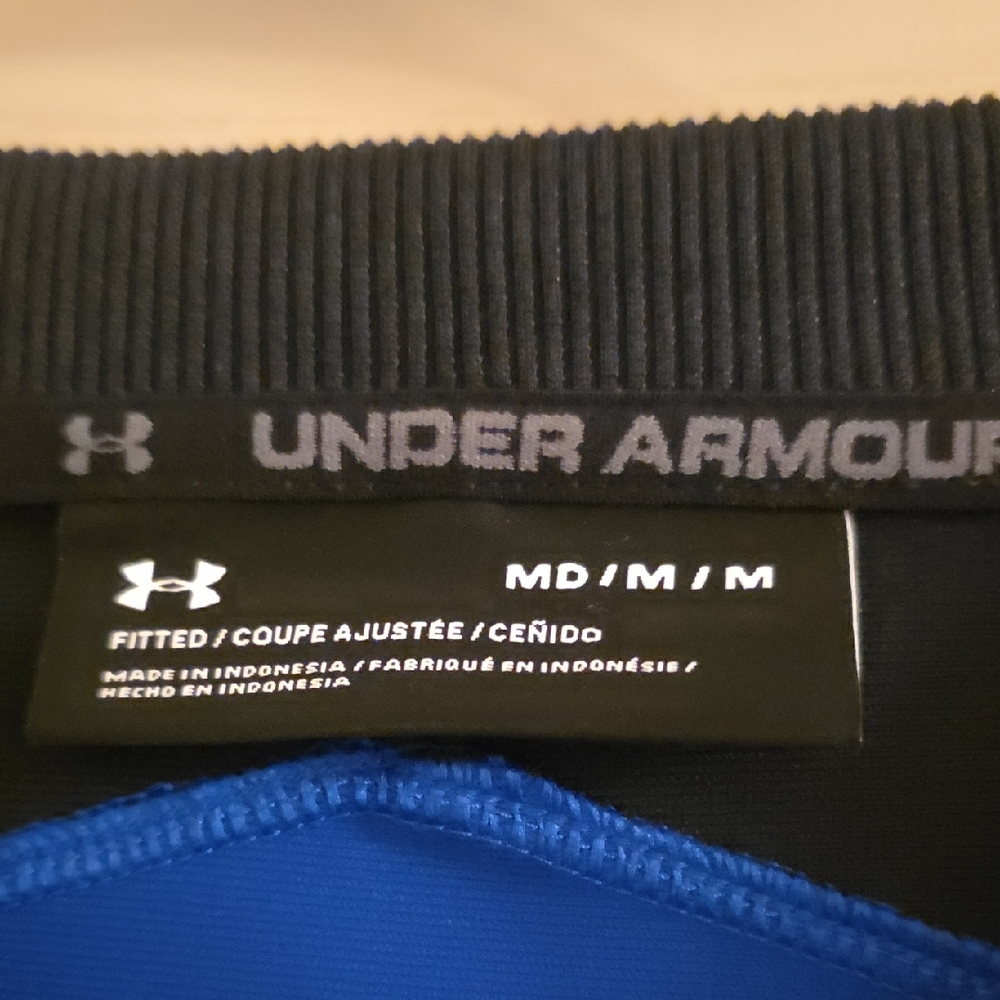 UNDER ARMOUR
MD / M / M
FITTED / COUPE AJUSTÉE / CEÑIDO
MADE IN INDONESIA / FABRIQUÉ EN INDONÉSIE /
HECHO EN INDONESIA